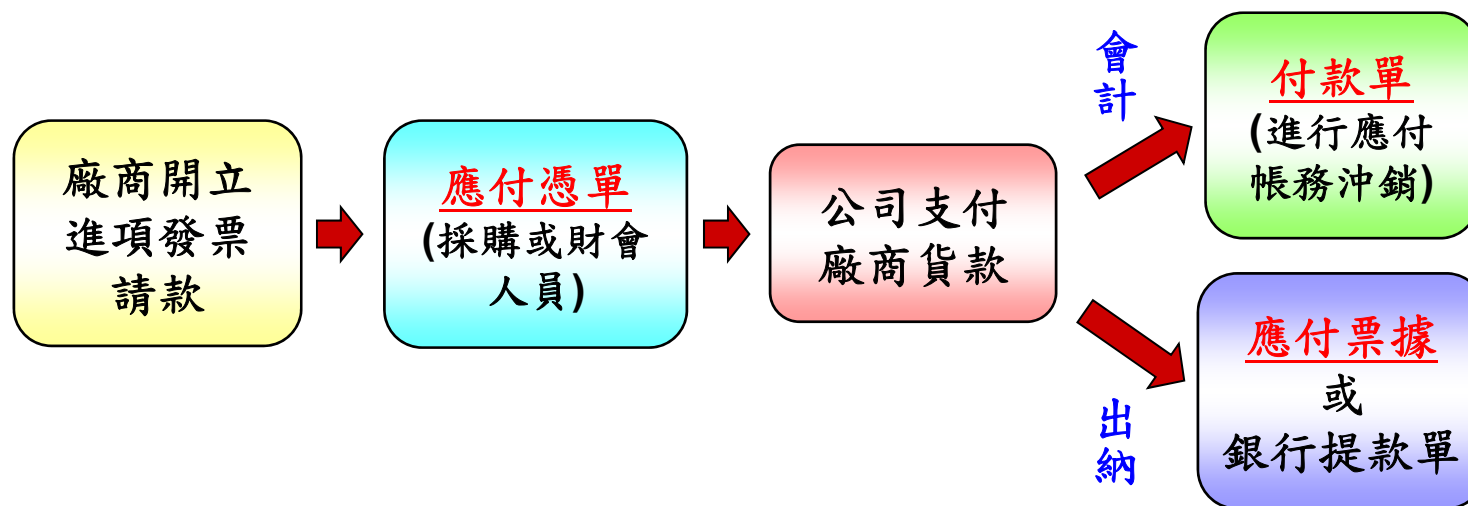 廠商開立
進項發票
請款
應付憑單
(採購或財會
人員)
公司支付
廠商貨款
會計
付款單
(進行應付
帳務沖銷)
出納
應付票據
或
銀行提款單